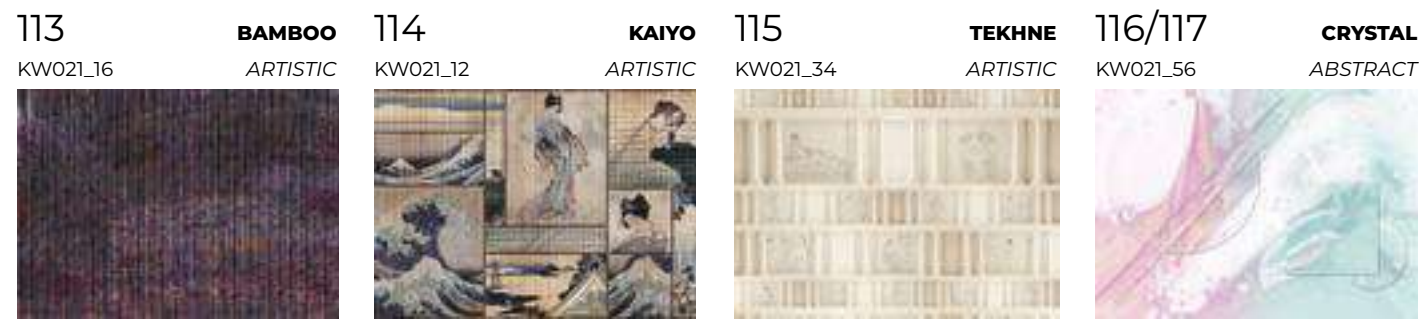 113 BAMBOO
KW021_16 ARTISTIC
114 KAIYO
KW021_12 ARTISTIC
115 TEKHNE
KW021_34 ARTISTIC
116/117 CRYSTAL
KW021_56 ABSTRACT